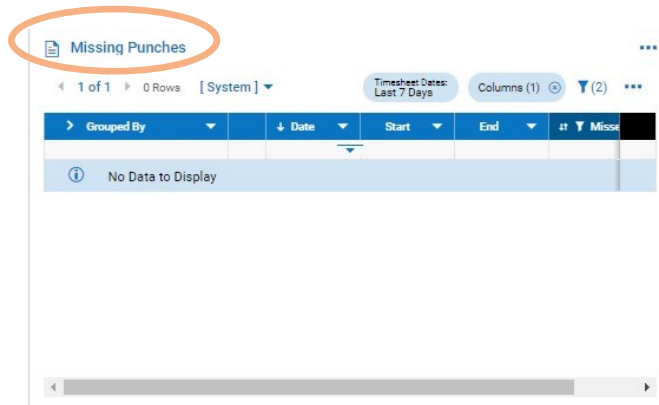 Missing Punches
1 of 1 0 Rows [ System ] Timesheet Dates: Last 7 Days Columns (1) (2)
Grouped By Date Start End Misse
No Data to Display